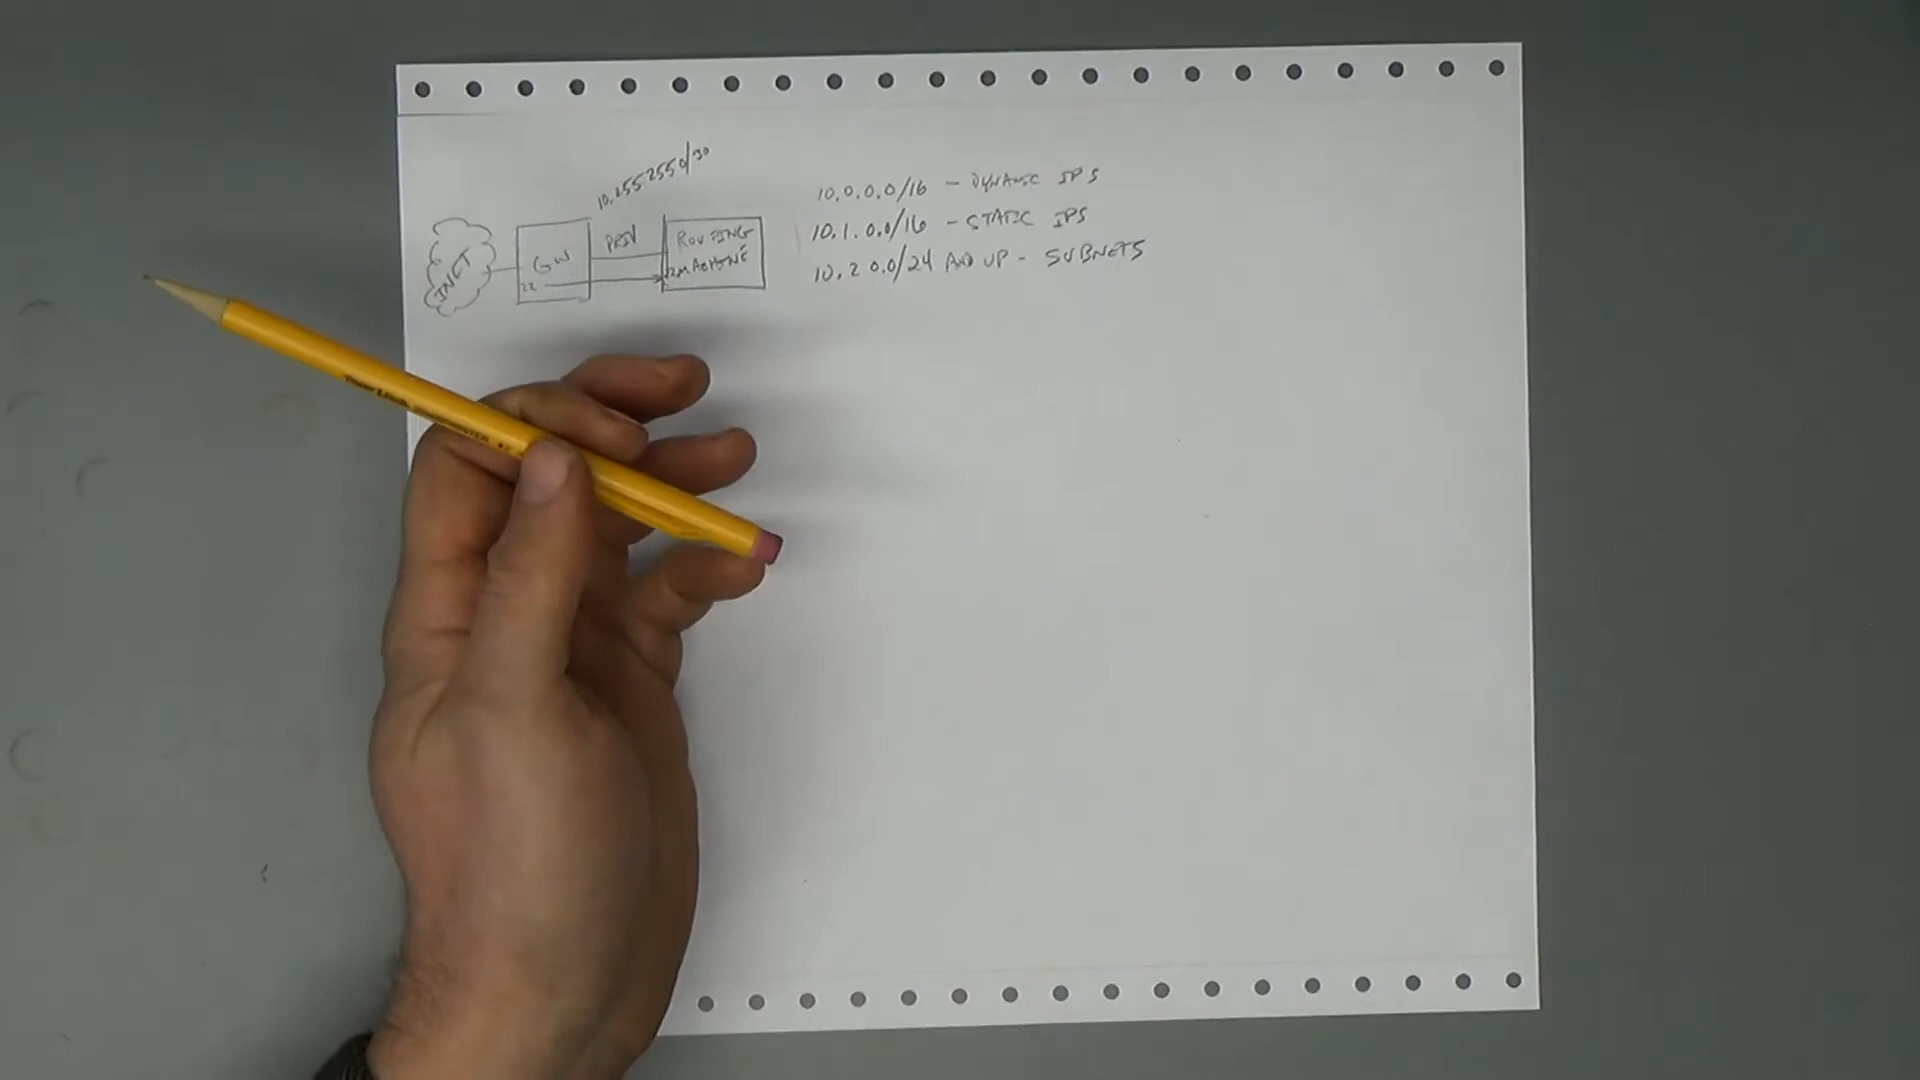 10.255 255 0/30
INET
GW
22
PRIV
ROUTING
MACHINE
10.0.0.0/16 - DYNAMIC IPS
10.1.0.0/16 - STATIC IPS
10.2 0.0/24 AND UP - SUBNETS